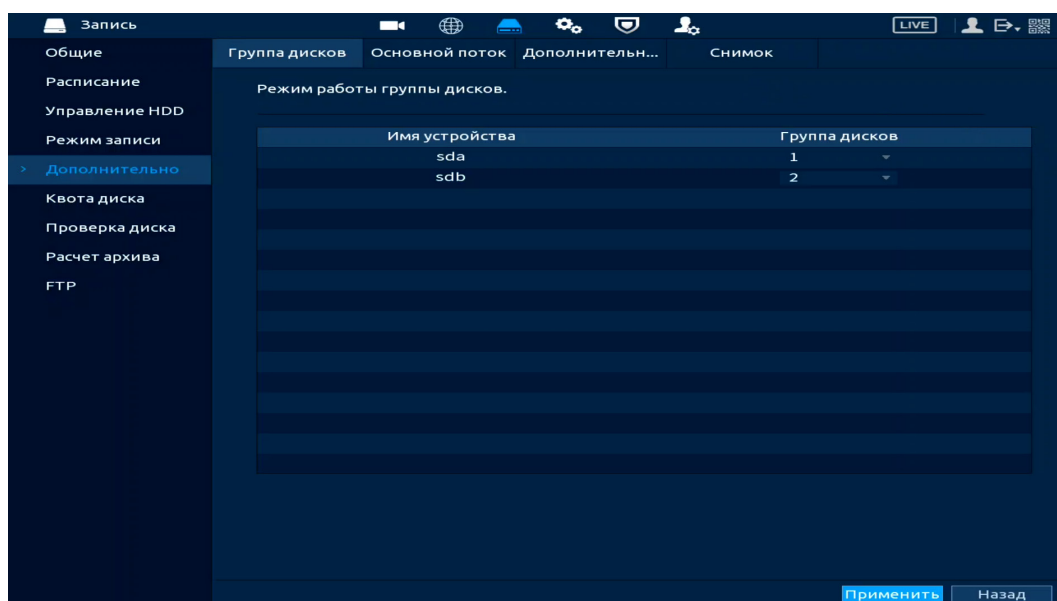 Запись
LIVE
Общие
Расписание
Управление HDD
Режим записи
> Дополнительно
Квота диска
Проверка диска
Расчет архива
FTP
Группа дисков Основной поток Дополнительн... Снимок
Режим работы группы дисков.
Имя устройства Группа дисков
sda 1
sdb 2
Применить Назад